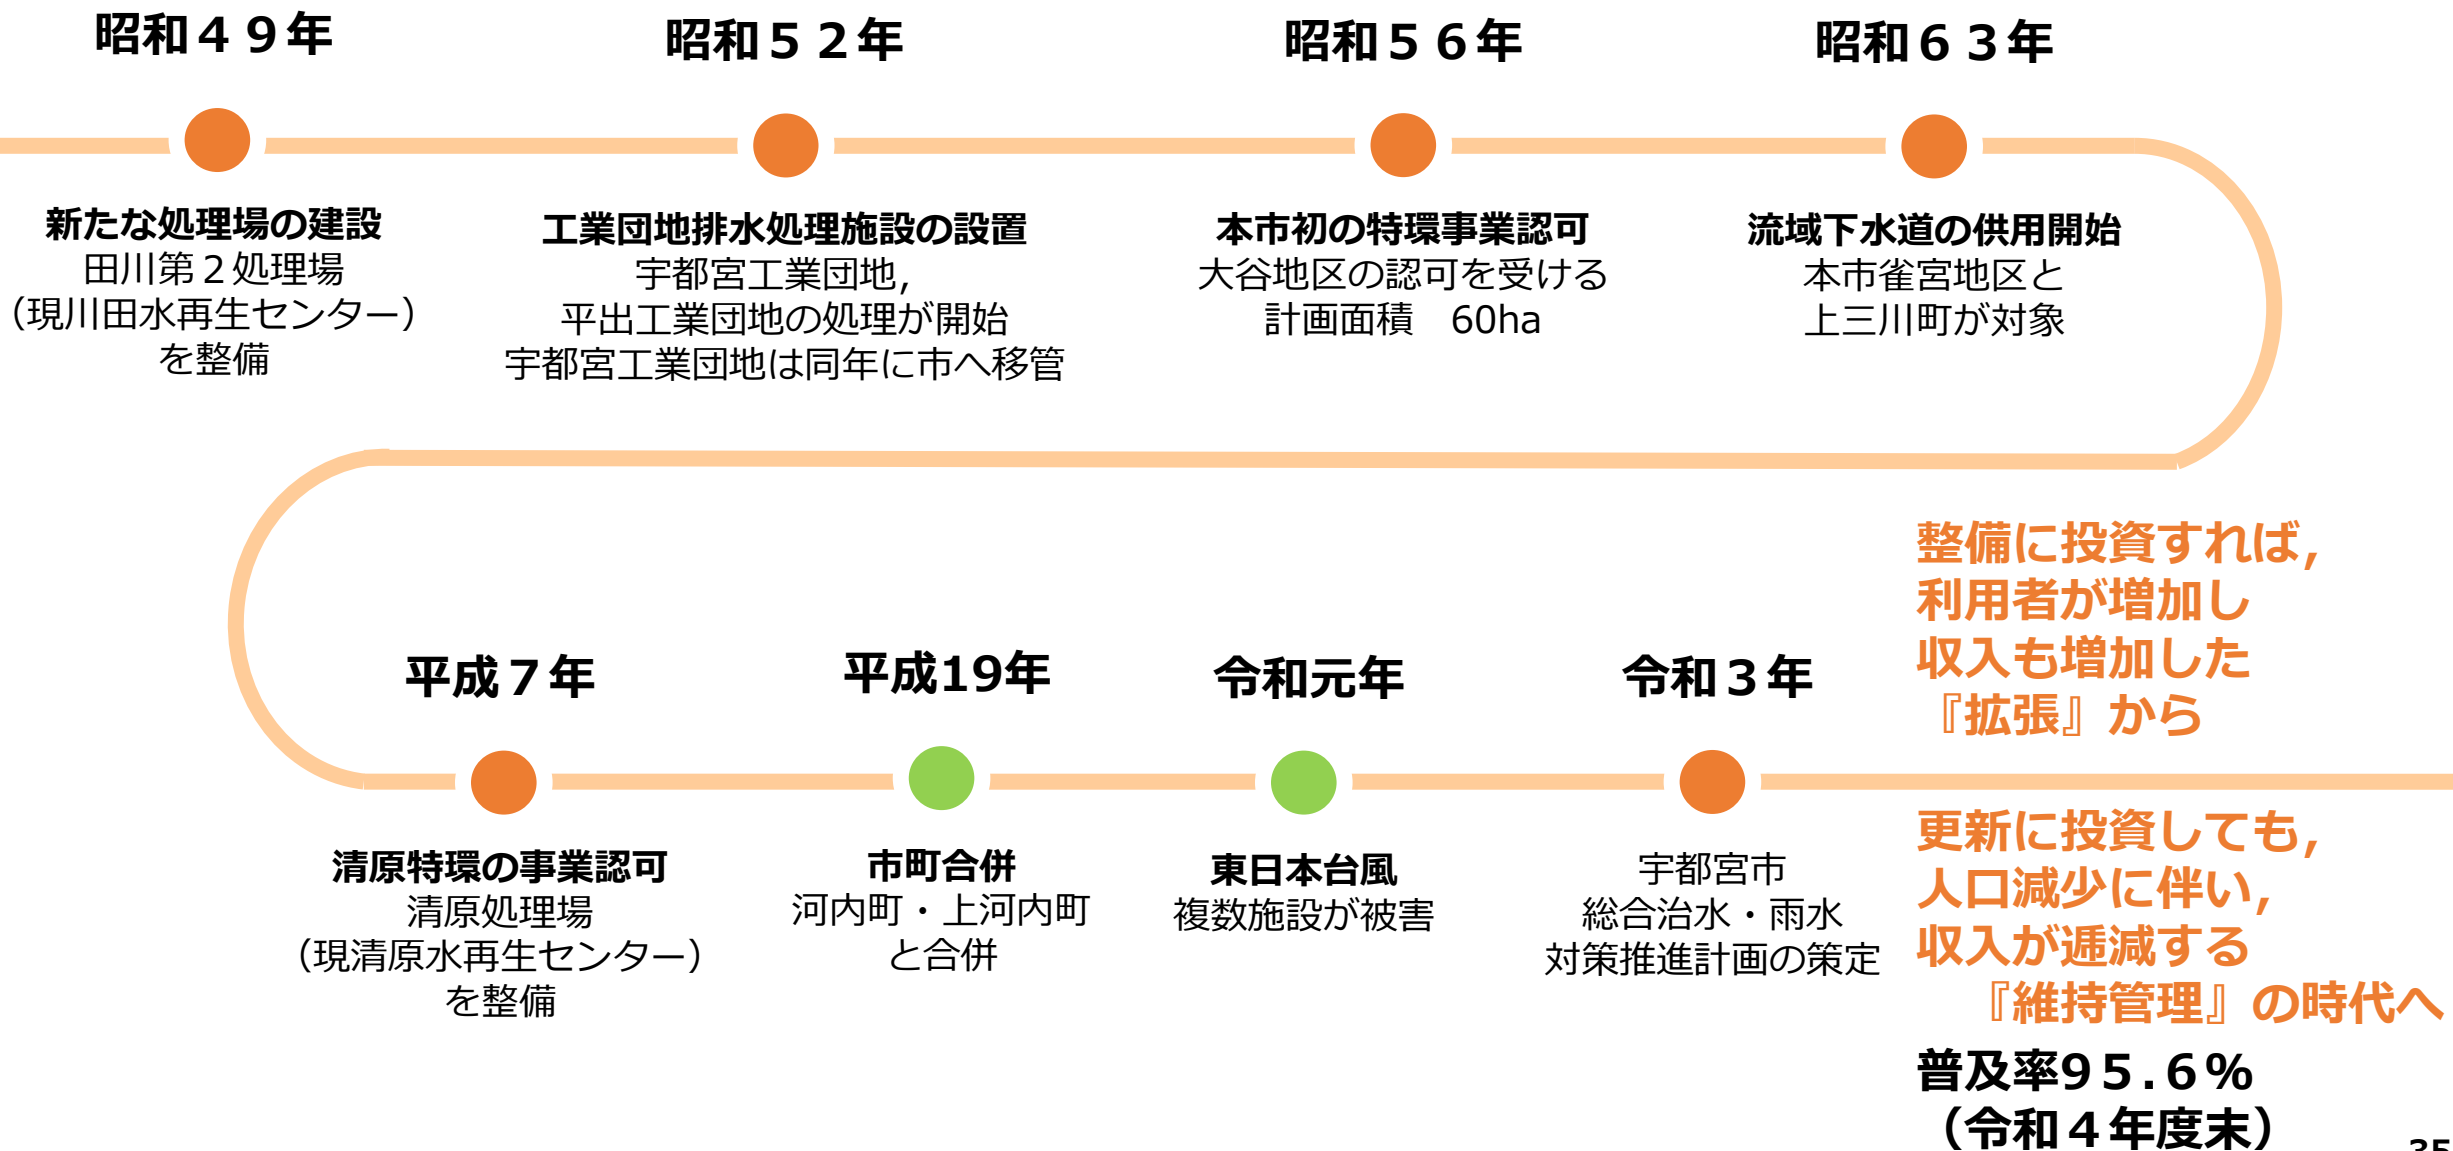 昭和４９年
新たな処理場の建設
田川第２処理場
（現川田水再生センター）
を整備
昭和５２年
工業団地排水処理施設の設置
宇都宮工業団地，
平出工業団地の処理が開始
宇都宮工業団地は同年に市へ移管
昭和５６年
本市初の特環事業認可
大谷地区の認可を受ける
計画面積　60ha
昭和６３年
流域下水道の供用開始
本市雀宮地区と
上三川町が対象
平成７年
清原特環の事業認可
清原処理場
（現清原水再生センター）
を整備
平成19年
市町合併
河内町・上河内町
と合併
令和元年
東日本台風
複数施設が被害
令和３年
宇都宮市
総合治水・雨水
対策推進計画の策定
整備に投資すれば，
利用者が増加し
収入も増加した
『拡張』から
更新に投資しても，
人口減少に伴い，
収入が逓減する
『維持管理』の時代へ
普及率９５.６％
（令和４年度末）
35